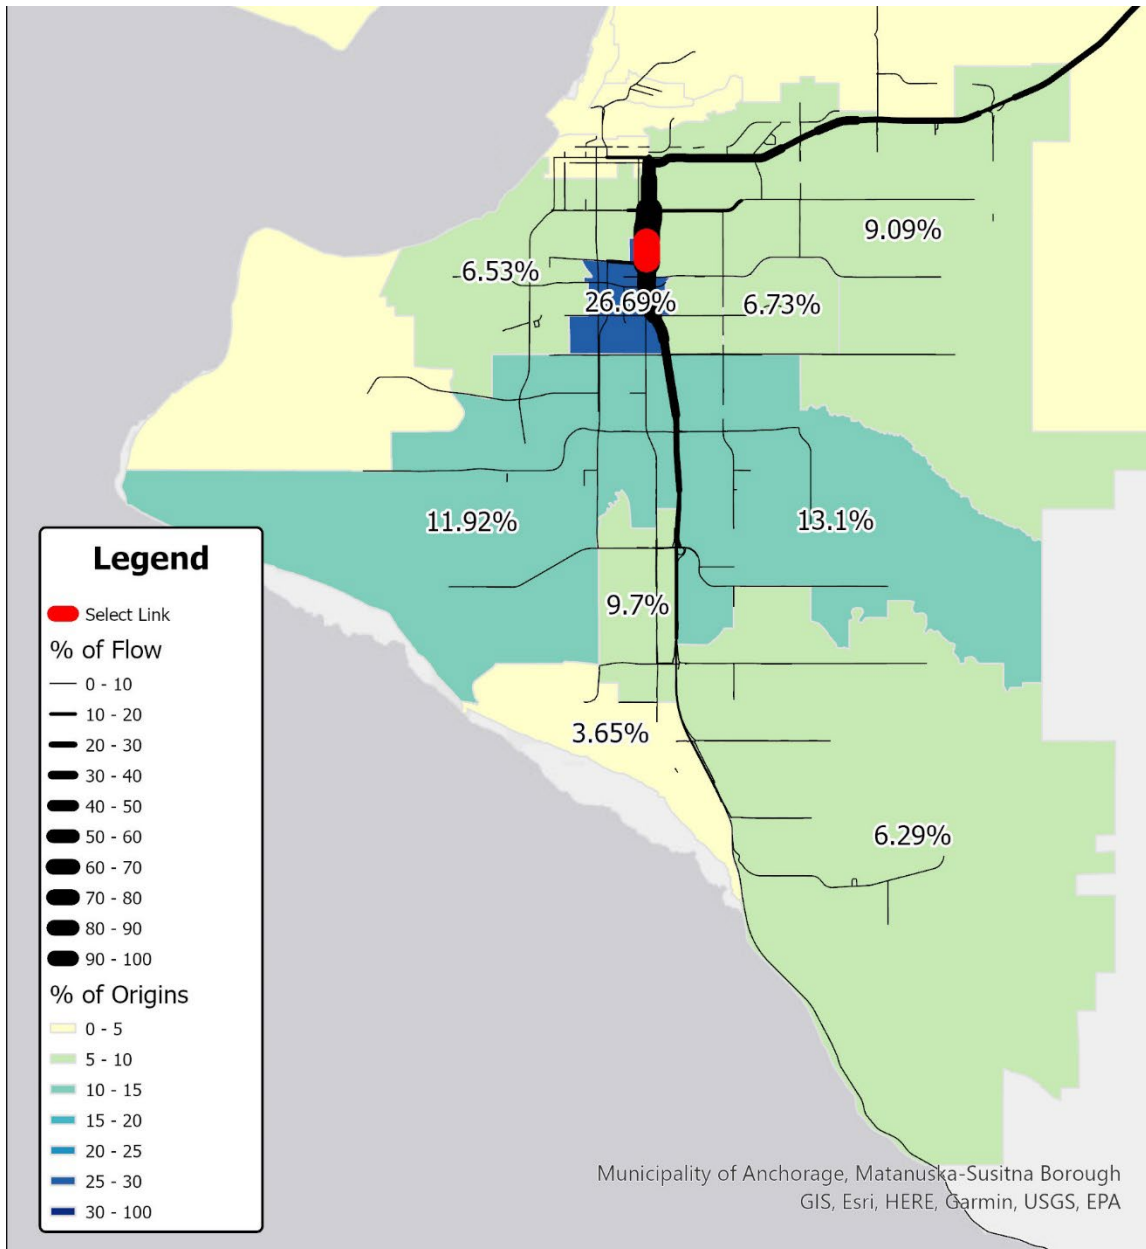 9.09%
6.53%
26.69%
6.73%
11.92%
13.1%
9.7%
3.65%
6.29%
Legend
Select Link
% of Flow
0 - 10
10 - 20
20 - 30
30 - 40
40 - 50
50 - 60
60 - 70
70 - 80
80 - 90
90 - 100
% of Origins
0 - 5
5 - 10
10 - 15
15 - 20
20 - 25
25 - 30
30 - 100
Municipality of Anchorage, Matanuska-Susitna Borough
GIS, Esri, HERE, Garmin, USGS, EPA